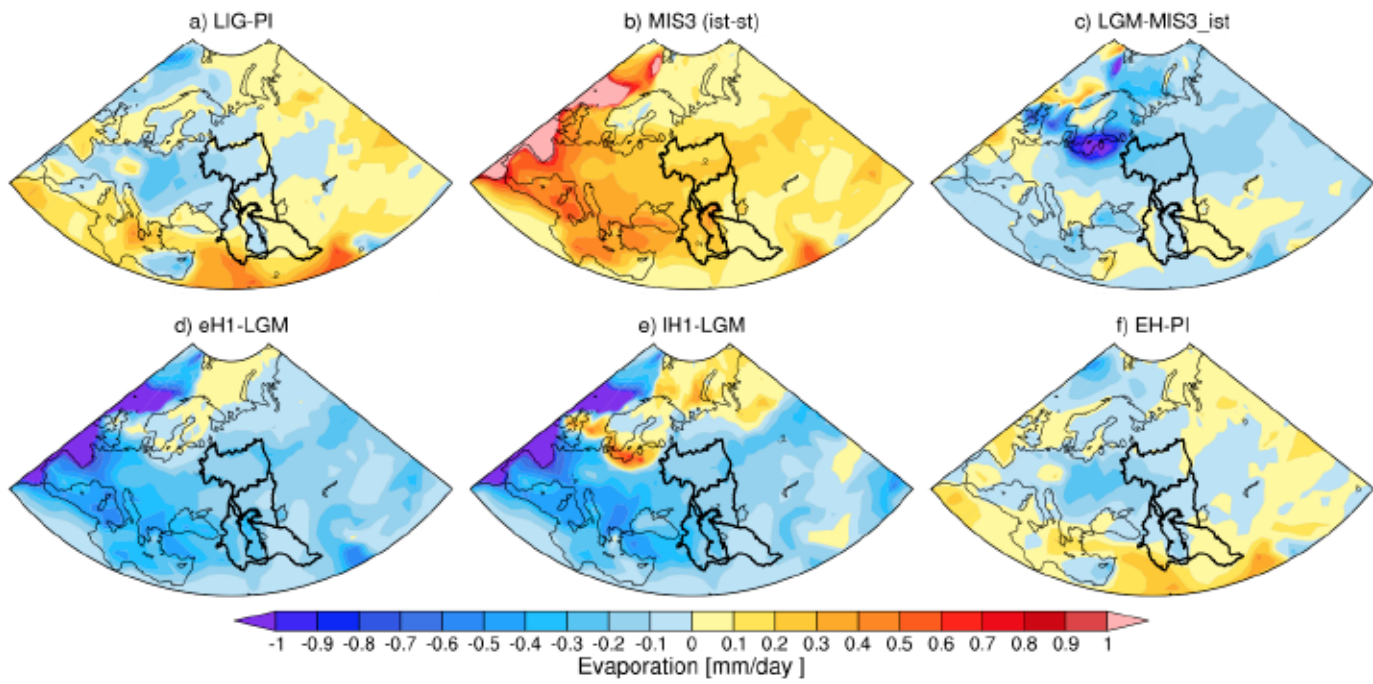 a) LIG-PI
b) MIS3 (ist-st)
c) LGM-MIS3_ist
d) eH1-LGM
e) lH1-LGM
f) EH-PI
-1 -0.9 -0.8 -0.7 -0.6 -0.5 -0.4 -0.3 -0.2 -0.1 0 0.1 0.2 0.3 0.4 0.5 0.6 0.7 0.8 0.9 1
Evaporation [mm/day ]